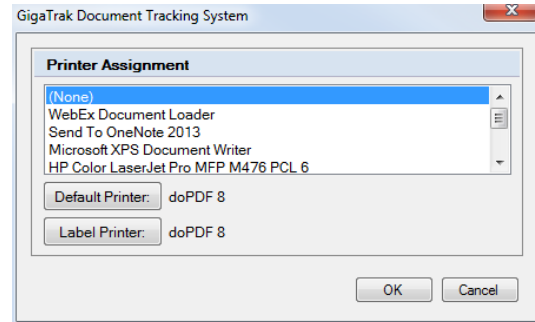 GigaTrak Document Tracking System
Printer Assignment
(None)
WebEx Document Loader
Send To OneNote 2013
Microsoft XPS Document Writer
HP Color LaserJet Pro MFP M476 PCL 6
Default Printer: doPDF 8
Label Printer: doPDF 8
OK Cancel